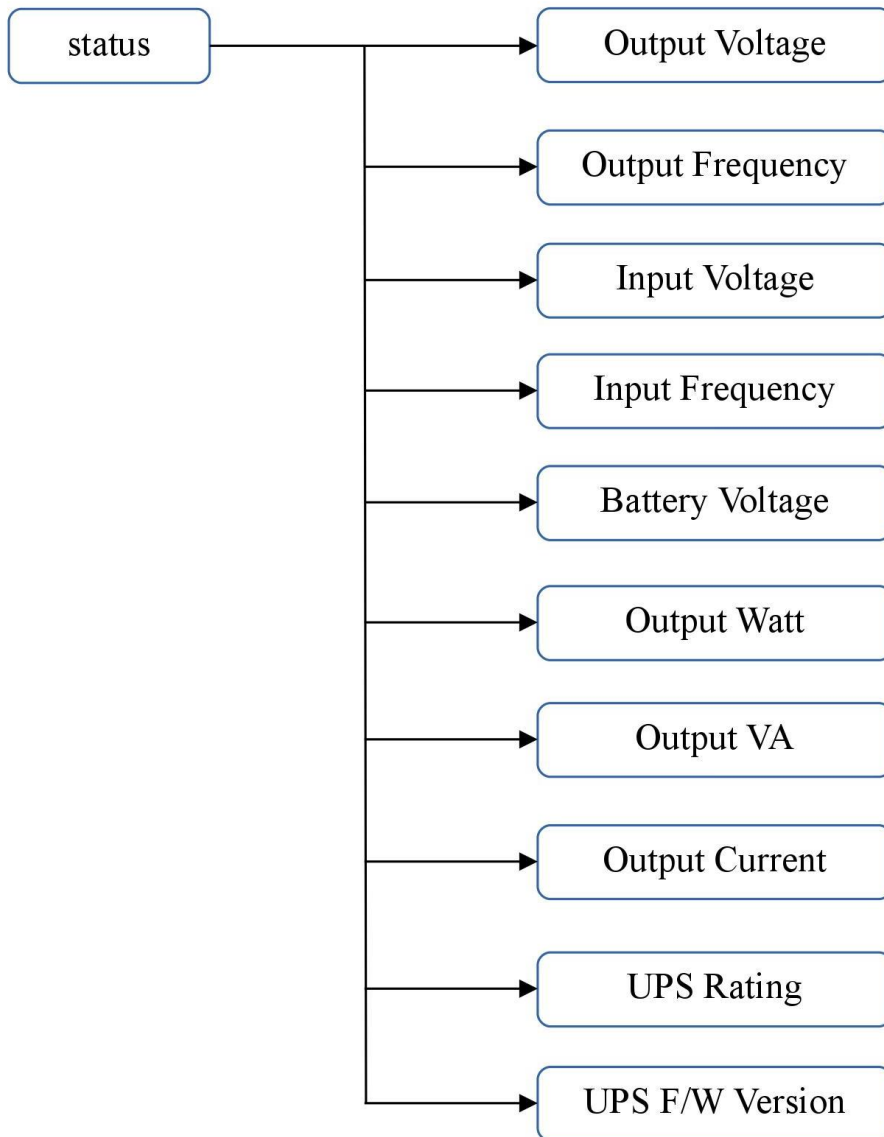 status
Output Voltage
Output Frequency
Input Voltage
Input Frequency
Battery Voltage
Output Watt
Output VA
Output Current
UPS Rating
UPS F/W Version